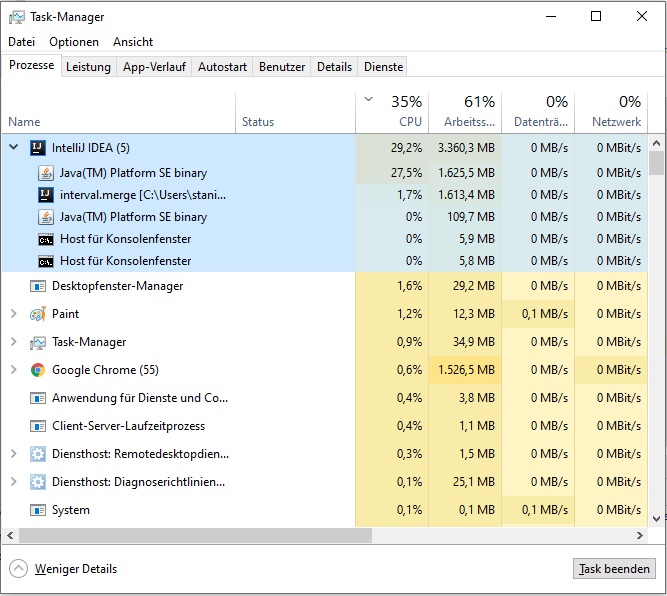 Task-Manager
Datei Optionen Ansicht
Prozesse Leistung App-Verlauf Autostart Benutzer Details Dienste
35% 61% 0% 0%
Name Status CPU Arbeitss... Datenträ... Netzwerk
IntelliJ IDEA (5) 29,2% 3.360,3 MB 0 MB/s 0 MBit/s
Java(TM) Platform SE binary 27,5% 1.625,5 MB 0 MB/s 0 MBit/s
interval.merge [C:\Users\stani... 1,7% 1.613,4 MB 0 MB/s 0 MBit/s
Java(TM) Platform SE binary 0% 109,7 MB 0 MB/s 0 MBit/s
Host für Konsolenfenster 0% 5,9 MB 0 MB/s 0 MBit/s
Host für Konsolenfenster 0% 5,8 MB 0 MB/s 0 MBit/s
Desktopfenster-Manager 1,6% 29,2 MB 0 MB/s 0 MBit/s
Paint 1,2% 12,3 MB 0,1 MB/s 0 MBit/s
Task-Manager 0,9% 34,9 MB 0 MB/s 0 MBit/s
Google Chrome (55) 0,6% 1.526,5 MB 0 MB/s 0 MBit/s
Anwendung für Dienste und Co... 0,4% 3,8 MB 0 MB/s 0 MBit/s
Client-Server-Laufzeitprozess 0,4% 1,1 MB 0 MB/s 0 MBit/s
Diensthost: Remotedesktopdien... 0,3% 1,5 MB 0 MB/s 0 MBit/s
Diensthost: Diagnoserichtlinien... 0,1% 25,1 MB 0 MB/s 0 MBit/s
System 0,1% 0,1 MB 0,1 MB/s 0 MBit/s
Weniger Details Task beenden